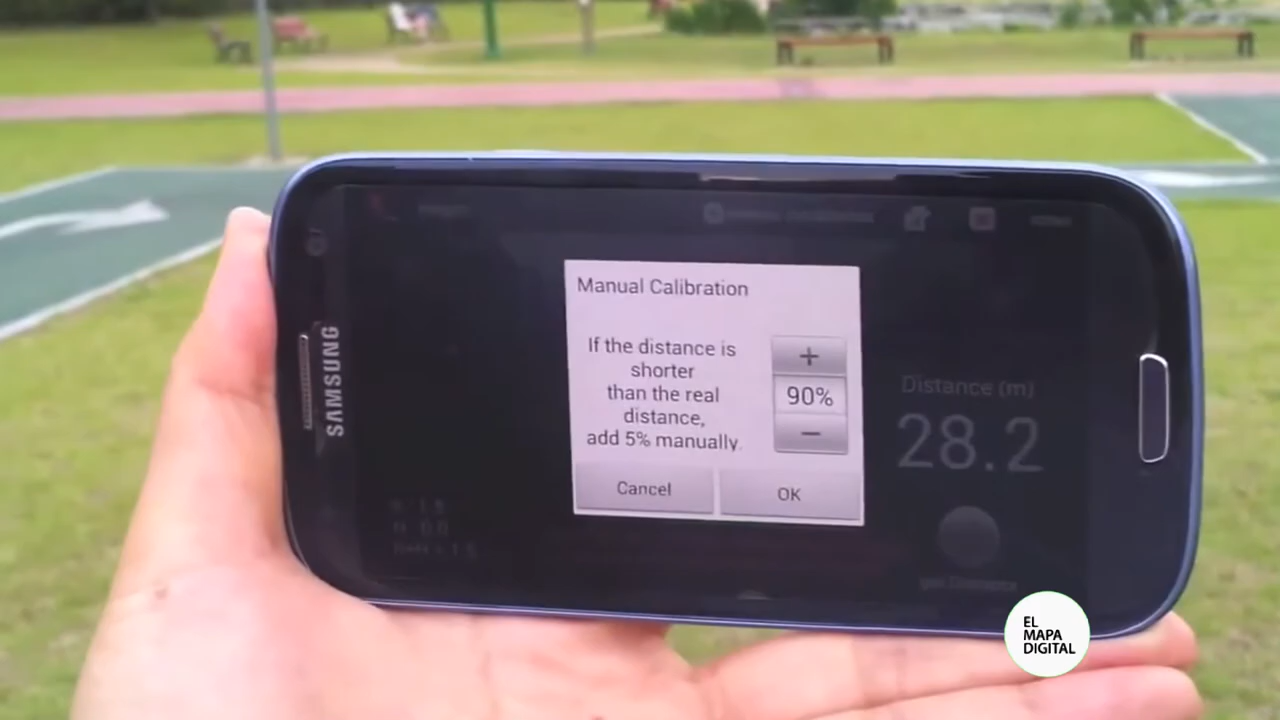 SAMSUNG
Manual Calibration
If the distance is
shorter
than the real
distance,
add 5% manually.
+
90%
−
Cancel
OK
Distance (m)
28.2
EL
MAPA
DIGITAL